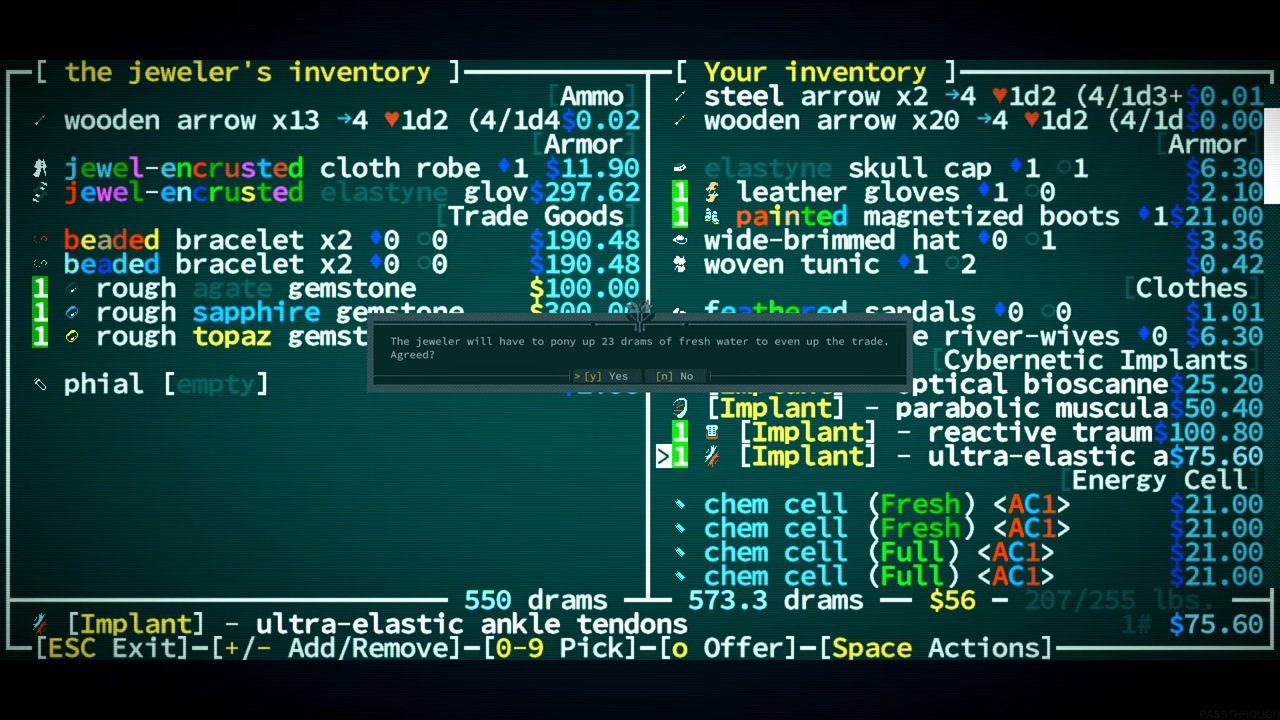 [ the jeweler's inventory ]
[Ammo]
wooden arrow x13 →4 ♥1d2 (4/1d4 $0.02
[Armor]
jewel-encrusted cloth robe ♦1 $11.90
jewel-encrusted elastyne glov $297.62
[Trade Goods]
beaded bracelet x2 ♦0 ○0 $190.48
beaded bracelet x2 ♦0 ○0 $190.48
1 rough agate gemstone $100.00
1 rough sapphire gemstone
1 rough topaz gemst
phial [empty]
550 drams
[ Your inventory ]
steel arrow x2 →4 ♥1d2 (4/1d3+ $0.01
wooden arrow x20 →4 ♥1d2 (4/1d $0.00
[Armor]
elastyne skull cap ♦1 ○1 $6.30
1 leather gloves ♦1 ○0 $2.10
1 painted magnetized boots ♦1 $21.00
wide-brimmed hat ♦0 ○1 $3.36
woven tunic ♦1 ○2 $0.42
[Clothes]
feathered sandals ♦0 ○0 $1.01
river-wives ♦0 $6.30
[Cybernetic Implants]
optical bioscanne $25.20
[Implant] - parabolic muscula $50.40
1 [Implant] - reactive traum $100.80
>1 [Implant] - ultra-elastic a $75.60
[Energy Cell]
chem cell (Fresh) <AC1> $21.00
chem cell (Fresh) <AC1> $21.00
chem cell (Full) <AC1> $21.00
chem cell (Full) <AC1> $21.00
573.3 drams — $56 — 207/255 lbs.
The jeweler will have to pony up 23 drams of fresh water to even up the trade.
Agreed?
>[y] Yes [n] No
[Implant] - ultra-elastic ankle tendons 1# $75.60
[ESC Exit]—[+/- Add/Remove]—[0-9 Pick]—[o Offer]—[Space Actions]